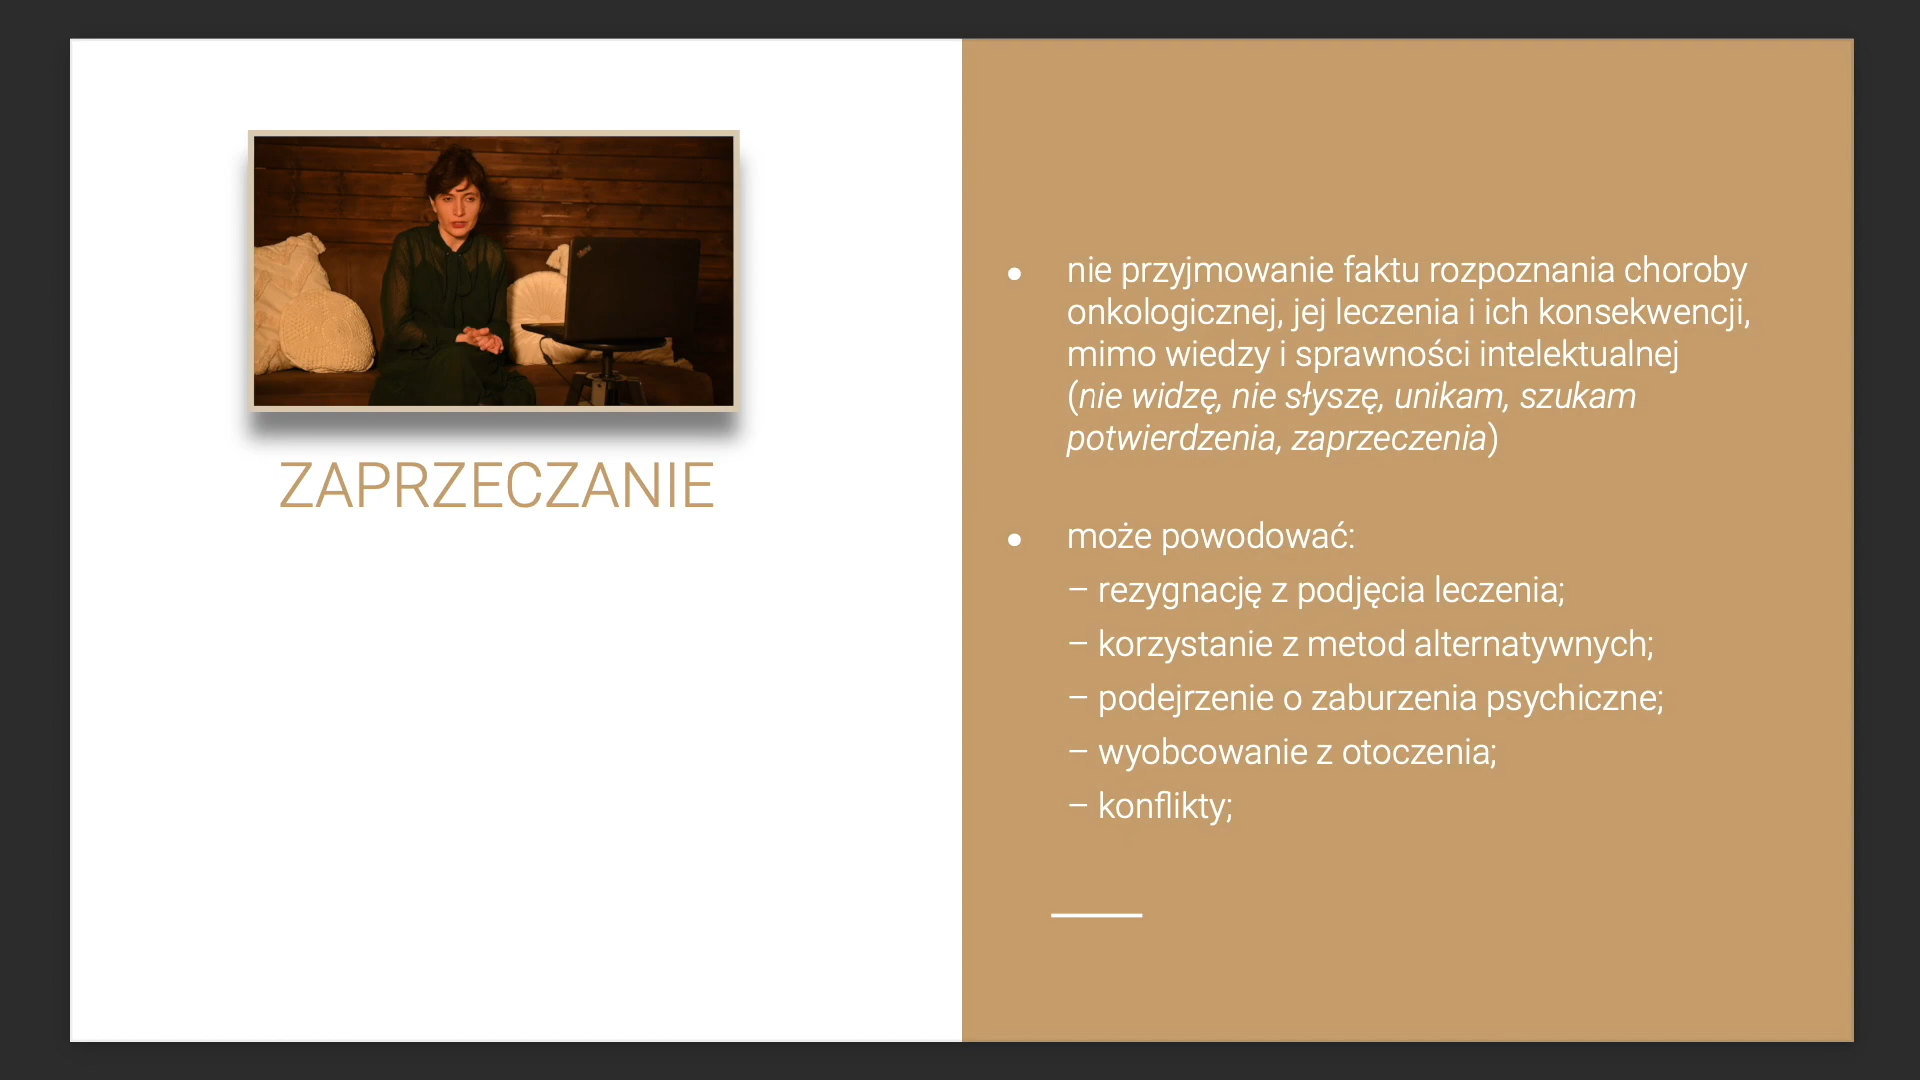 ZAPRZECZANIE
• nie przyjmowanie faktu rozpoznania choroby
onkologicznej, jej leczenia i ich konsekwencji,
mimo wiedzy i sprawności intelektualnej
(nie widzę, nie słyszę, unikam, szukam
potwierdzenia, zaprzeczenia)
• może powodować:
– rezygnację z podjęcia leczenia;
– korzystanie z metod alternatywnych;
– podejrzenie o zaburzenia psychiczne;
– wyobcowanie z otoczenia;
– konflikty;